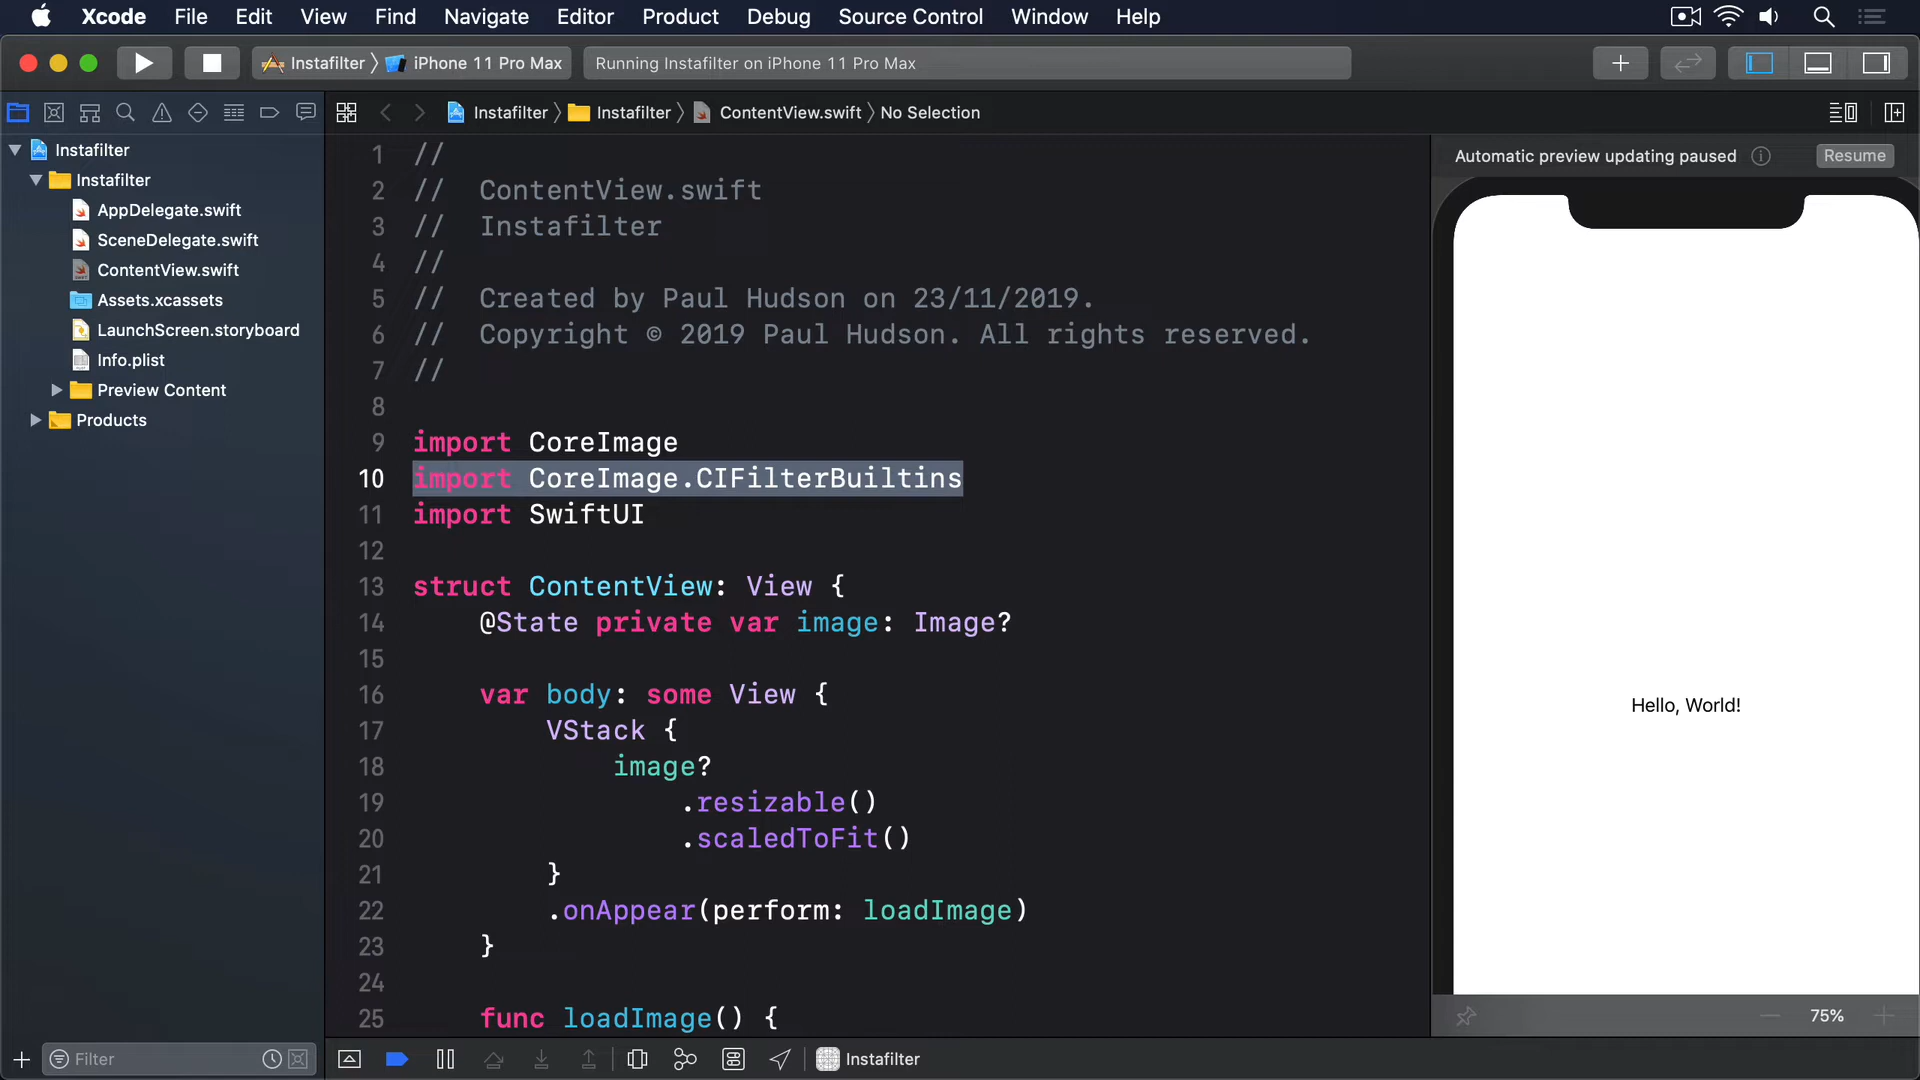 Xcode File Edit View Find Navigate Editor Product Debug Source Control Window Help
Instafilter iPhone 11 Pro Max Running Instafilter on iPhone 11 Pro Max
Instafilter Instafilter ContentView.swift No Selection
Instafilter
Instafilter
AppDelegate.swift
SceneDelegate.swift
ContentView.swift
Assets.xcassets
LaunchScreen.storyboard
Info.plist
Preview Content
Products
Filter
1 //
2 //  ContentView.swift
3 //  Instafilter
4 //
5 //  Created by Paul Hudson on 23/11/2019.
6 //  Copyright © 2019 Paul Hudson. All rights reserved.
7 //
8
9 import CoreImage
10 import CoreImage.CIFilterBuiltins
11 import SwiftUI
12
13 struct ContentView: View {
14     @State private var image: Image?
15
16     var body: some View {
17         VStack {
18             image?
19                 .resizable()
20                 .scaledToFit()
21         }
22         .onAppear(perform: loadImage)
23     }
24
25     func loadImage() {
Automatic preview updating paused Resume
Hello, World!
75%
Instafilter